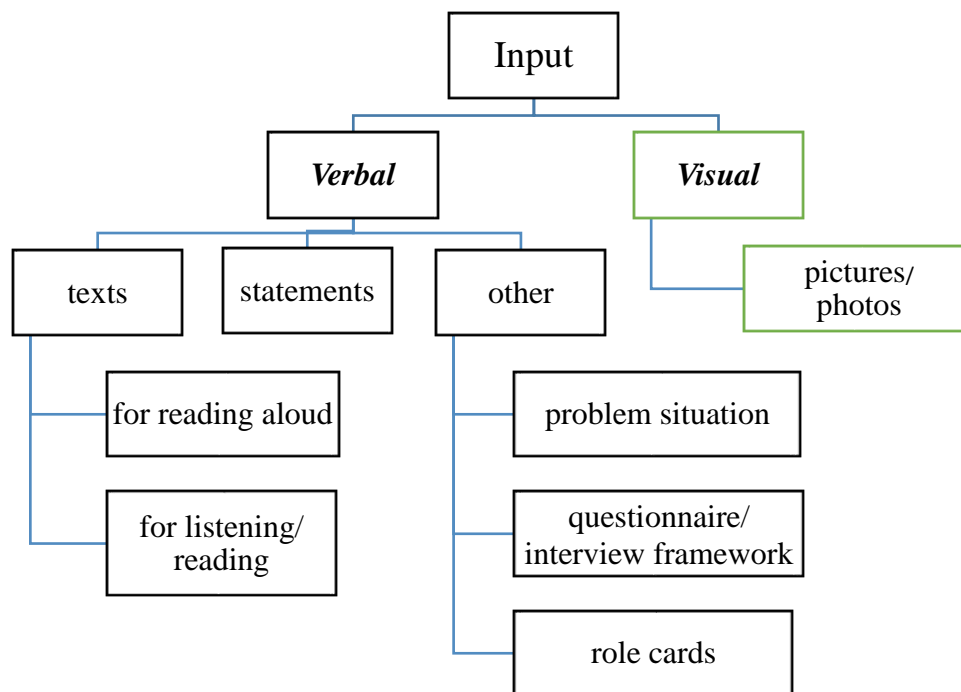 Input
Verbal
Visual
texts
statements
other
pictures/
photos
for reading aloud
problem situation
for listening/
reading
questionnaire/
interview framework
role cards